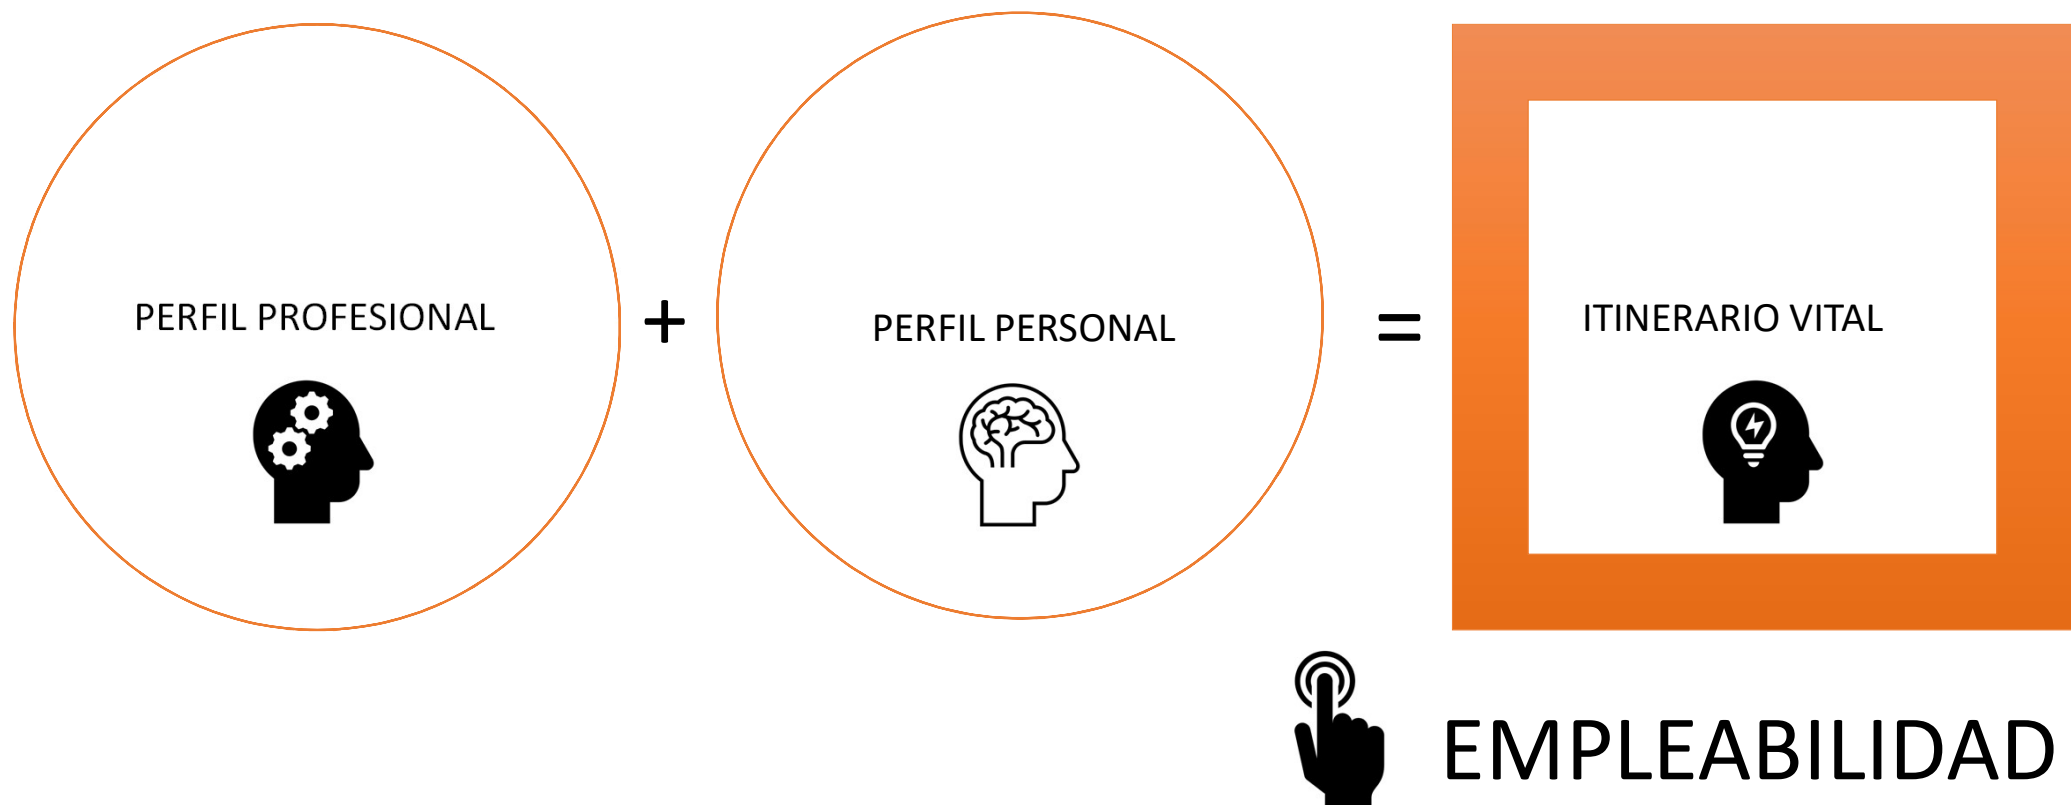 PERFIL PROFESIONAL
+
PERFIL PERSONAL
=
ITINERARIO VITAL
EMPLEABILIDAD